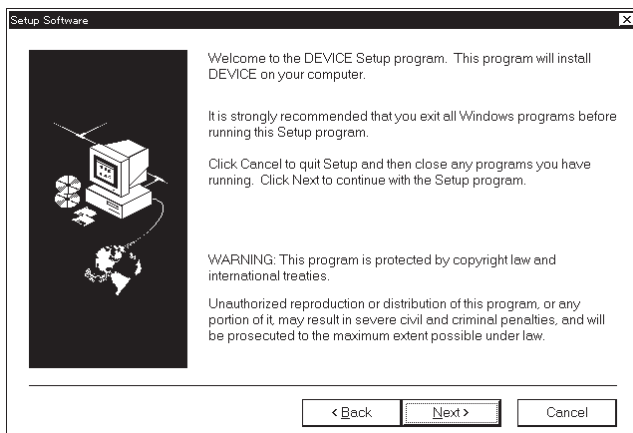 Setup Software
Welcome to the DEVICE Setup program. This program will install
DEVICE on your computer.
It is strongly recommended that you exit all Windows programs before
running this Setup program.
Click Cancel to quit Setup and then close any programs you have
running. Click Next to continue with the Setup program.
WARNING: This program is protected by copyright law and
international treaties.
Unauthorized reproduction or distribution of this program, or any
portion of it, may result in severe civil and criminal penalties, and will
be prosecuted to the maximum extent possible under law.
< Back
Next >
Cancel